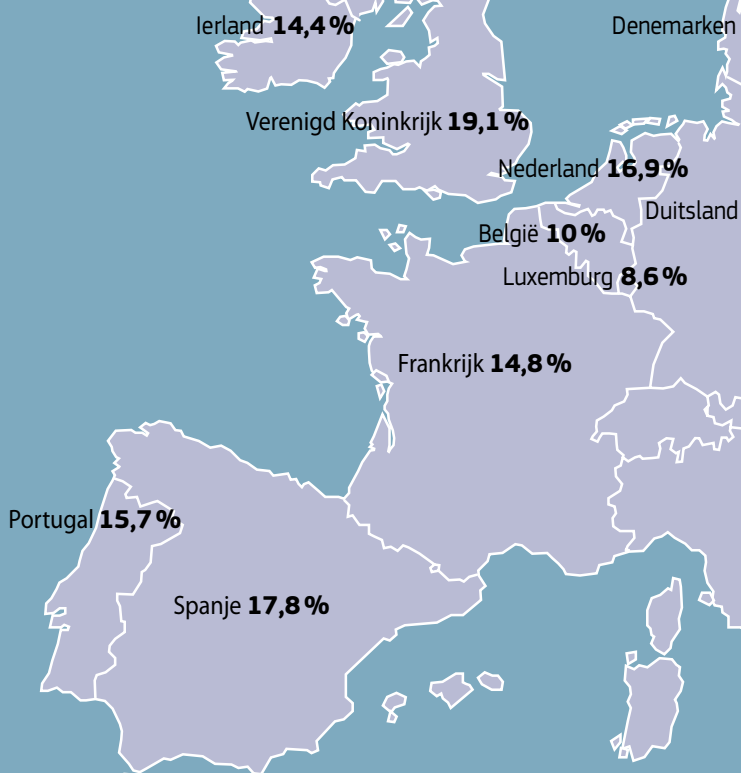 Ierland 14,4 %
Denemarken
Verenigd Koninkrijk 19,1 %
Nederland 16,9 %
Duitsland
België 10 %
Luxemburg 8,6 %
Frankrijk 14,8 %
Portugal 15,7 %
Spanje 17,8 %